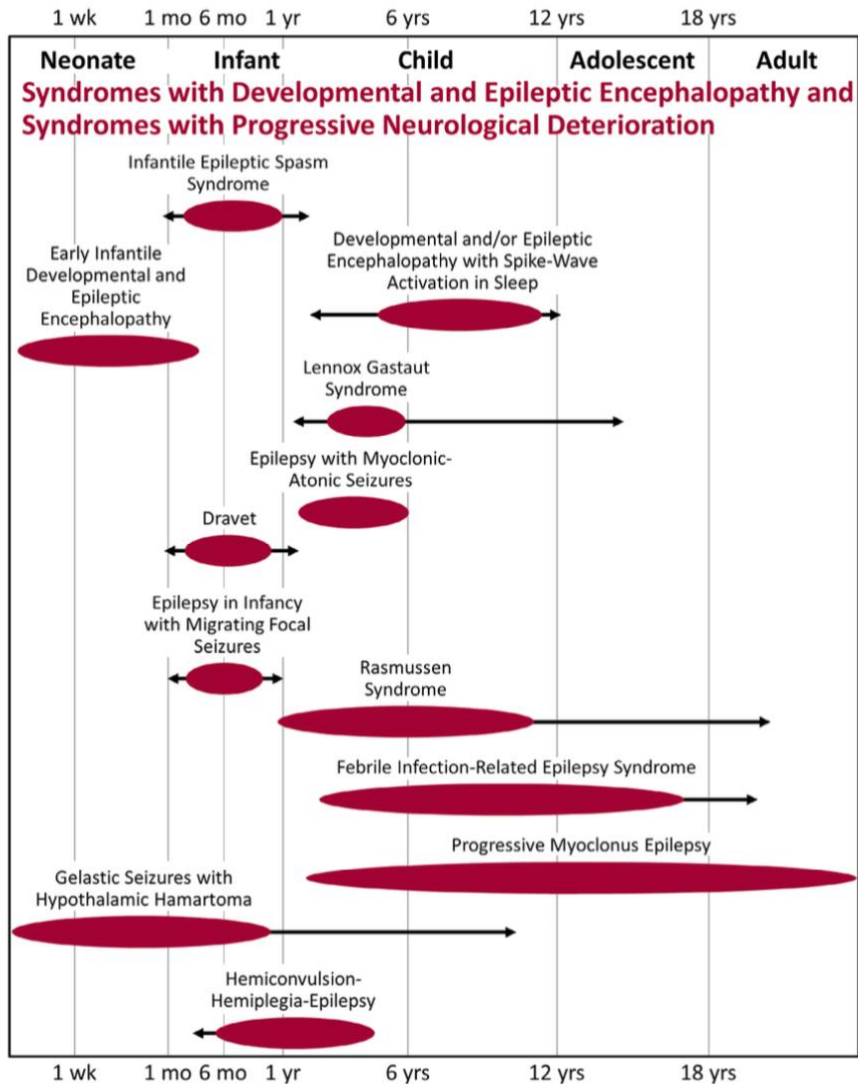 1 wk 1 mo 6 mo 1 yr 6 yrs 12 yrs 18 yrs
Neonate Infant Child Adolescent Adult
Syndromes with Developmental and Epileptic Encephalopathy and
Syndromes with Progressive Neurological Deterioration
Infantile Epileptic Spasm
Syndrome
Developmental and/or Epileptic
Encephalopathy with Spike-Wave
Activation in Sleep
Early Infantile
Developmental and
Epileptic
Encephalopathy
Lennox Gastaut
Syndrome
Epilepsy with Myoclonic-
Atonic Seizures
Dravet
Epilepsy in Infancy
with Migrating Focal
Seizures
Rasmussen
Syndrome
Febrile Infection-Related Epilepsy Syndrome
Progressive Myoclonus Epilepsy
Gelastic Seizures with
Hypothalamic Hamartoma
Hemiconvulsion-
Hemiplegia-Epilepsy
1 wk 1 mo 6 mo 1 yr 6 yrs 12 yrs 18 yrs